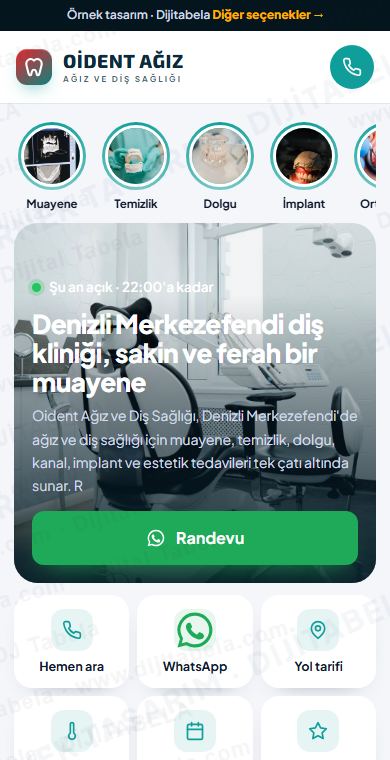 Örnek tasarım · Dijitabela Diğer seçenekler →
OİDENT AĞIZ
AĞIZ VE DİŞ SAĞLIĞI
Muayene Temizlik Dolgu İmplant Ort
Şu an açık · 22:00'a kadar
Denizli Merkezefendi diş
kliniği, sakin ve ferah bir
muayene
Oident Ağız ve Diş Sağlığı, Denizli Merkezefendi'de
ağız ve diş sağlığı için muayene, temizlik, dolgu,
kanal, implant ve estetik tedavileri tek çatı altında
sunar. R
Randevu
Hemen ara WhatsApp Yol tarifi